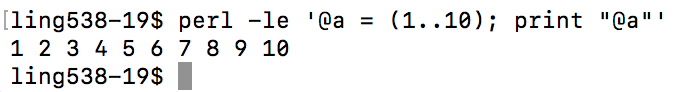 [ling538-19$ perl -le '@a = (1..10); print "@a"'
1 2 3 4 5 6 7 8 9 10
ling538-19$